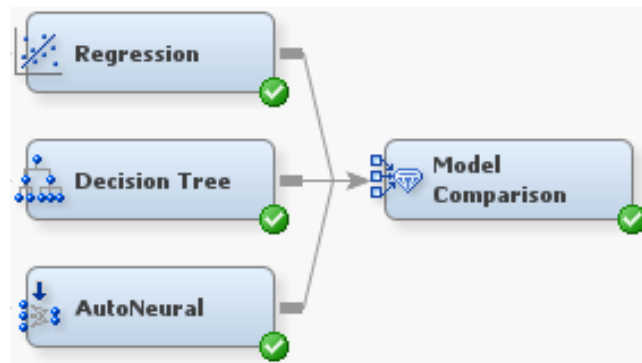 Regression
Decision Tree
AutoNeural
Model
Comparison